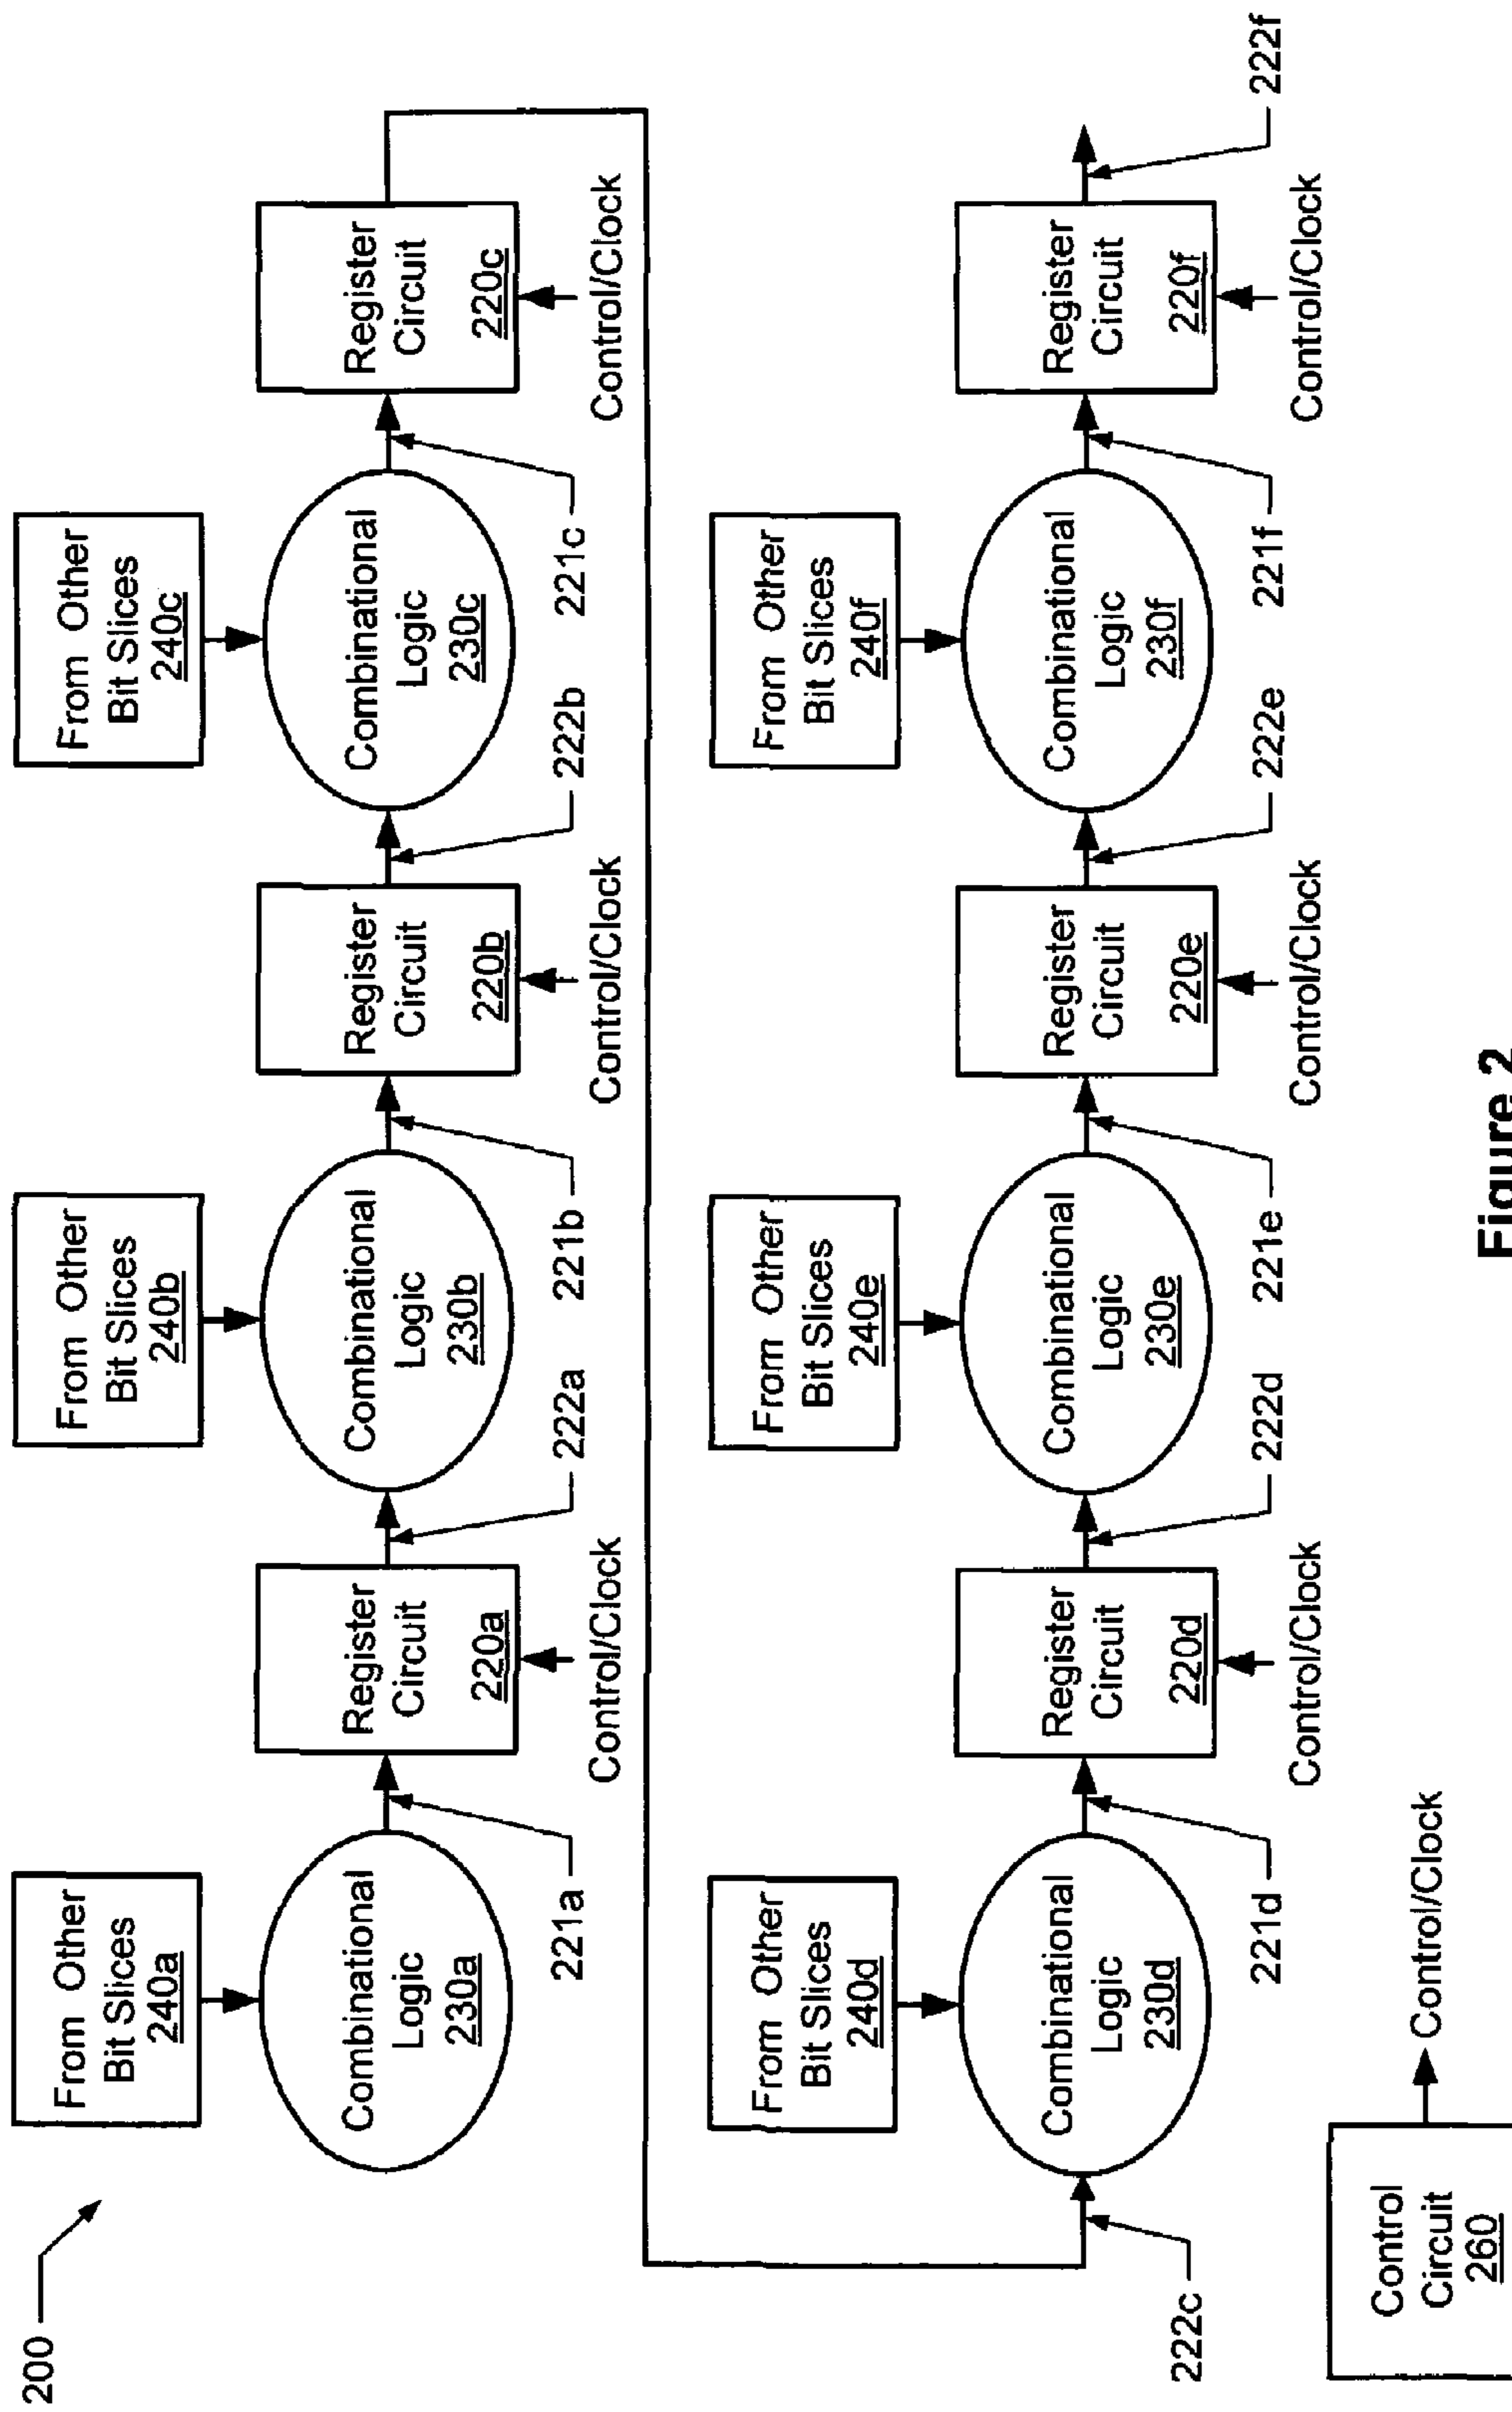 200
From Other
Bit Slices
240a
From Other
Bit Slices
240b
From Other
Bit Slices
240c
Combinational
Logic
230a
Register
Circuit
220a
Combinational
Logic
230b
Register
Circuit
220b
Combinational
Logic
230c
Register
Circuit
220c
221a
222a
221b
222b
221c
Control/Clock
Control/Clock
Control/Clock
From Other
Bit Slices
240d
From Other
Bit Slices
240e
From Other
Bit Slices
240f
Combinational
Logic
230d
Register
Circuit
220d
Combinational
Logic
230e
Register
Circuit
220e
Combinational
Logic
230f
Register
Circuit
220f
222c
221d
222d
221e
222e
221f
222f
Control/Clock
Control/Clock
Control/Clock
Control
Circuit
260
Control/Clock
Figure 2